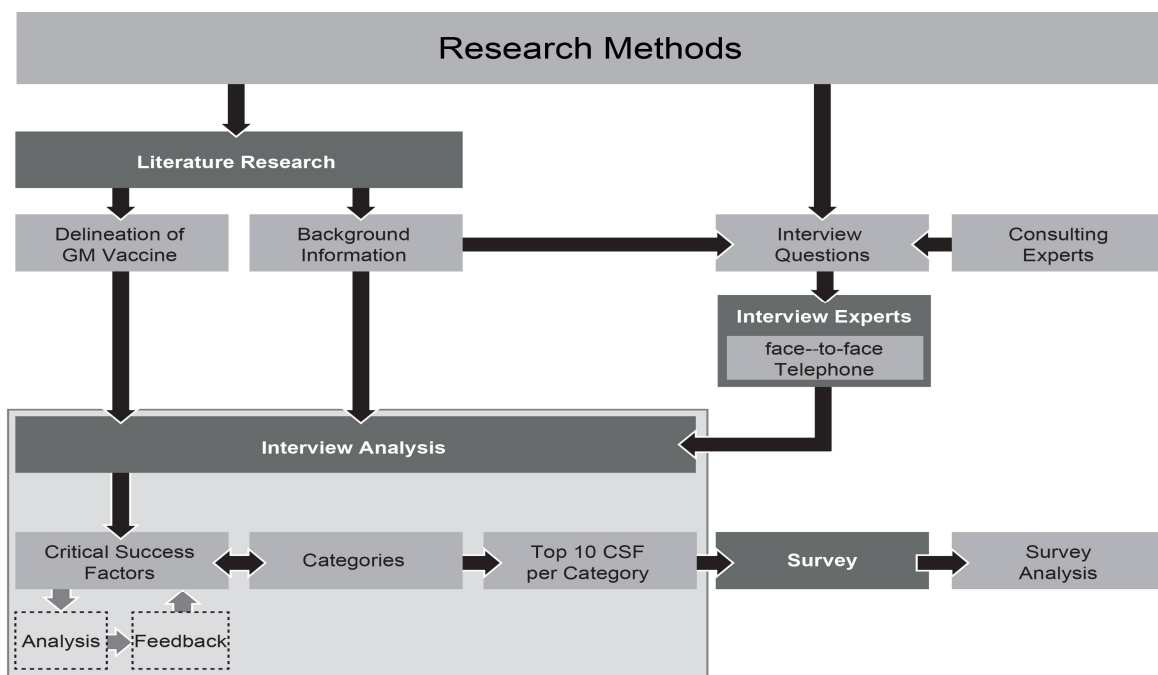 Research Methods
Literature Research
Delineation of
GM Vaccine
Background
Information
Interview
Questions
Consulting
Experts
Interview Experts
face--to-face
Telephone
Interview Analysis
Critical Success
Factors
Categories
Top 10 CSF
per Category
Survey
Survey
Analysis
Analysis
Feedback